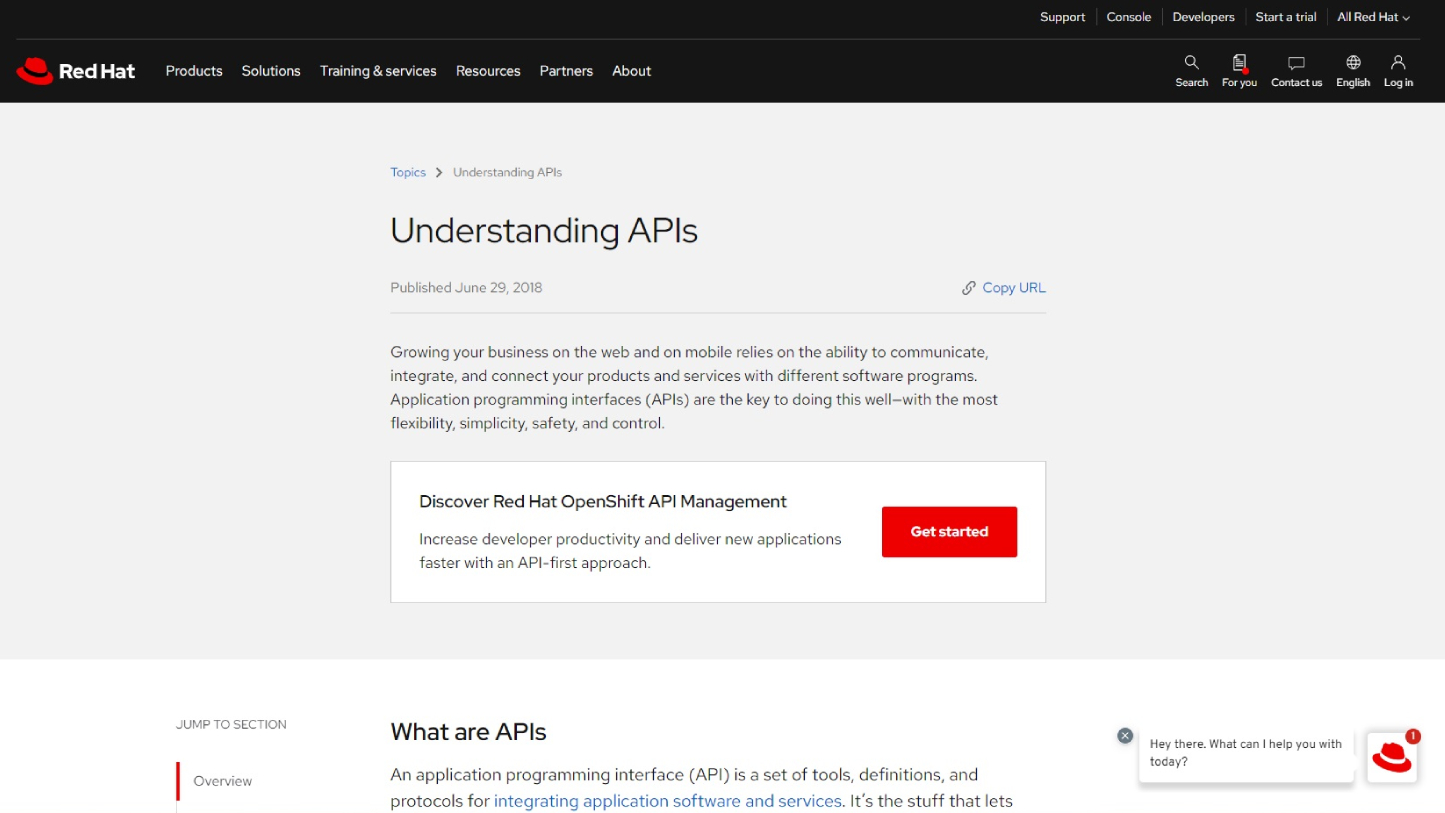 Support
Console
Developers
Start a trial
All Red Hat
Red Hat
Products
Solutions
Training & services
Resources
Partners
About
Search
For you
Contact us
English
Log in
Topics
Understanding APIs
Understanding APIs
Published June 29, 2018
Copy URL
Growing your business on the web and on mobile relies on the ability to communicate,
integrate, and connect your products and services with different software programs.
Application programming interfaces (APIs) are the key to doing this well—with the most
flexibility, simplicity, safety, and control.
Discover Red Hat OpenShift API Management
Increase developer productivity and deliver new applications
faster with an API-first approach.
Get started
JUMP TO SECTION
Overview
What are APIs
An application programming interface (API) is a set of tools, definitions, and
protocols for integrating application software and services. It’s the stuff that lets
Hey there. What can I help you with
today?
1